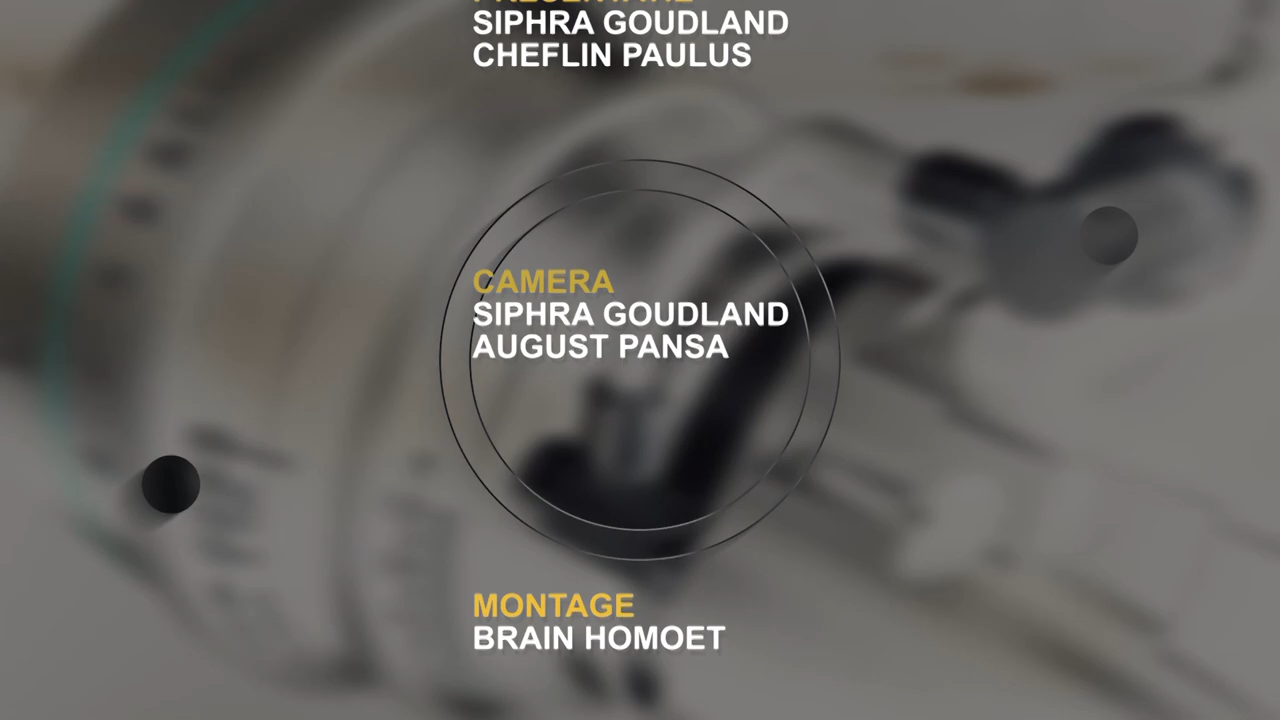 SIPHRA GOUDLAND
CHEFLIN PAULUS
CAMERA
SIPHRA GOUDLAND
AUGUST PANSA
MONTAGE
BRAIN HOMOET